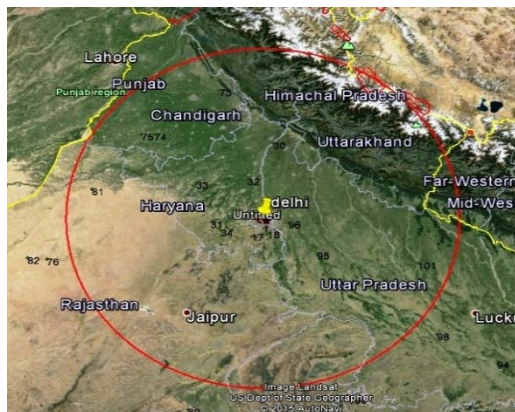 Lahore
Punjab
Punjab region
Himachal Pradesh
75
Chandigarh
7574
30
Uttarakhand
Far-Western
Mid-Wes
81
33
32
Haryana
delhi
Untitled
31
34
17
18
96
82 76
95
101
Uttar Pradesh
Rajasthan
Jaipur
Luckn
98
94
Image Landsat
US Dept of State Geographer
© 2015 AutoNavi